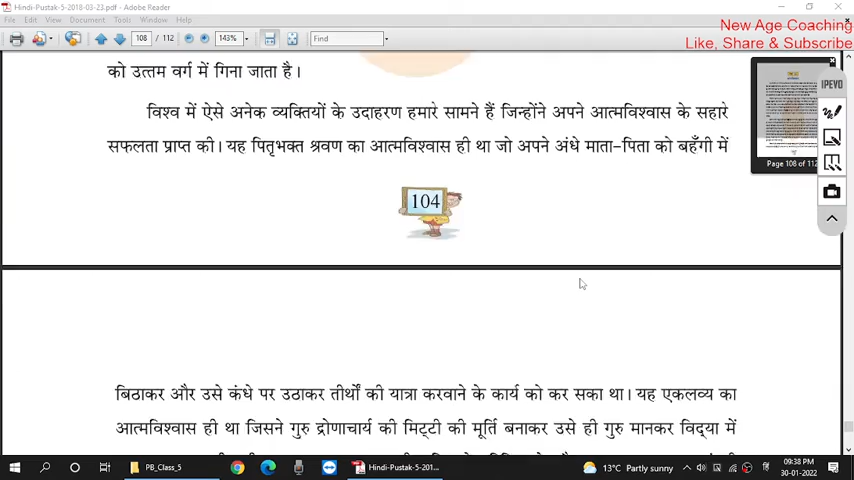 Hindi-Pustak-5-2018-03-23.pdf - Adobe Reader
File Edit View Document Tools Window Help
New Age Coaching
108 / 112 143% Find
Like, Share & Subscribe
को उत्तम वर्ग में गिना जाता है।
IPEVO
विश्व में ऐसे अनेक व्यक्तियों के उदाहरण हमारे सामने हैं जिन्होंने अपने आत्मविश्वास के सहारे
सफलता प्राप्त की। यह पितृभक्त श्रवण का आत्मविश्वास ही था जो अपने अंधे माता-पिता को बहँगी में
Page 108 of 112
104
बिठाकर और उसे कंधे पर उठाकर तीर्थों की यात्रा करवाने के कार्य को कर सका था। यह एकलव्य का
आत्मविश्वास ही था जिसने गुरु द्रोणाचार्य की मिट्टी की मूर्ति बनाकर उसे ही गुरु मानकर विद्या में
PB_Class_5
Hindi-Pustak-5-201...
13°C Partly sunny
09:38 PM
30-01-2022